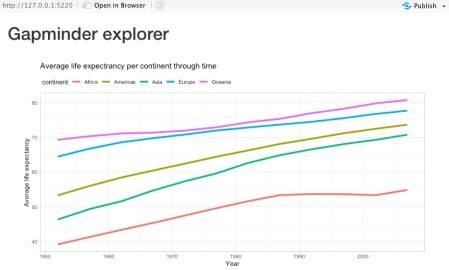 http://127.0.0.1:5220 Open in Browser Publish
Gapminder explorer
Average life expectrancy per continent through time
continent Africa Americas Asia Europe Oceania
80
70
60
50
40
Average life expectancy
1950 1960 1970 1980 1990 2000
Year